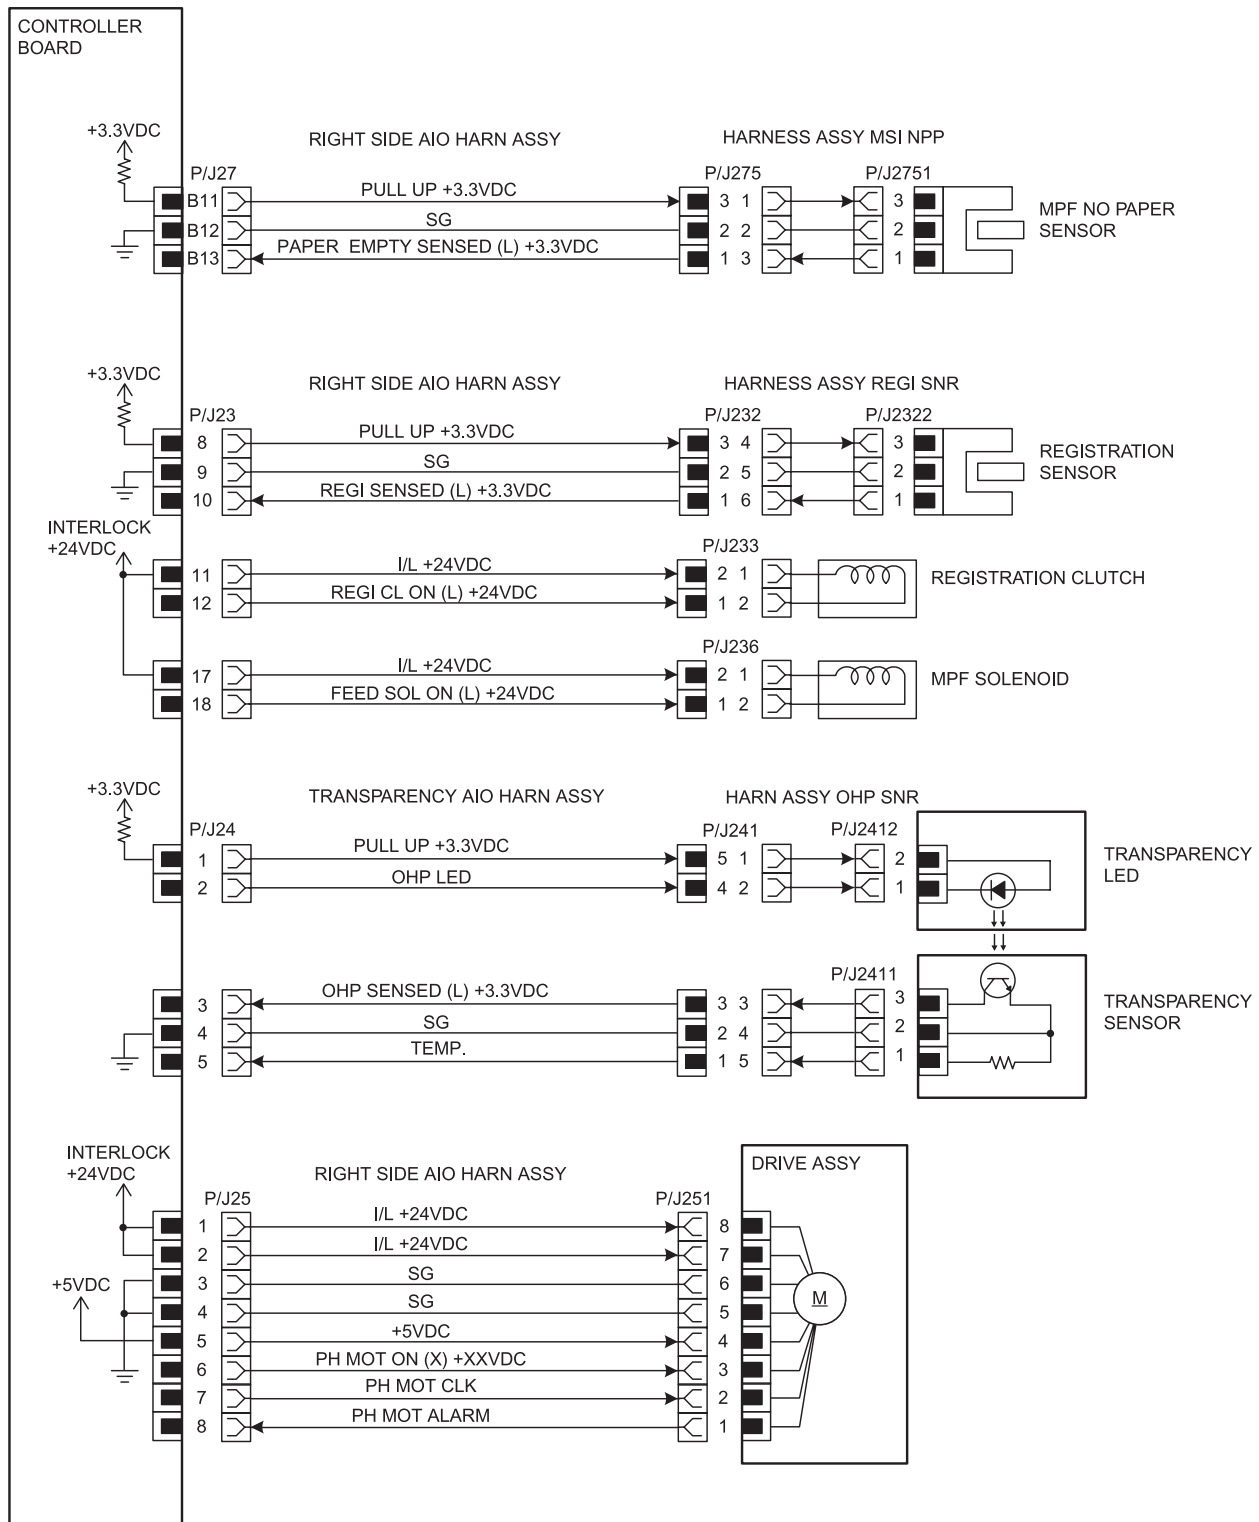 CONTROLLER
BOARD
+3.3VDC
RIGHT SIDE AIO HARN ASSY
HARNESS ASSY MSI NPP
P/J27
P/J275
P/J2751
B11 PULL UP +3.3VDC 3 1 3
B12 SG 2 2 2
B13 PAPER EMPTY SENSED (L) +3.3VDC 1 3 1
MPF NO PAPER
SENSOR
+3.3VDC
RIGHT SIDE AIO HARN ASSY
HARNESS ASSY REGI SNR
P/J23
P/J232
P/J2322
8 PULL UP +3.3VDC 3 4 3
9 SG 2 5 2
10 REGI SENSED (L) +3.3VDC 1 6 1
REGISTRATION
SENSOR
INTERLOCK
+24VDC
P/J233
11 I/L +24VDC 2 1
12 REGI CL ON (L) +24VDC 1 2
REGISTRATION CLUTCH
P/J236
17 I/L +24VDC 2 1
18 FEED SOL ON (L) +24VDC 1 2
MPF SOLENOID
+3.3VDC
TRANSPARENCY AIO HARN ASSY
HARN ASSY OHP SNR
P/J24
P/J241
P/J2412
1 PULL UP +3.3VDC 5 1 2
2 OHP LED 4 2 1
TRANSPARENCY
LED
P/J2411
3 OHP SENSED (L) +3.3VDC 3 3 3
4 SG 2 4 2
5 TEMP. 1 5 1
TRANSPARENCY
SENSOR
INTERLOCK
+24VDC
RIGHT SIDE AIO HARN ASSY
DRIVE ASSY
P/J25
P/J251
1 I/L +24VDC 8
2 I/L +24VDC 7
+5VDC
3 SG 6
4 SG 5
5 +5VDC 4
6 PH MOT ON (X) +XXVDC 3
7 PH MOT CLK 2
8 PH MOT ALARM 1
M